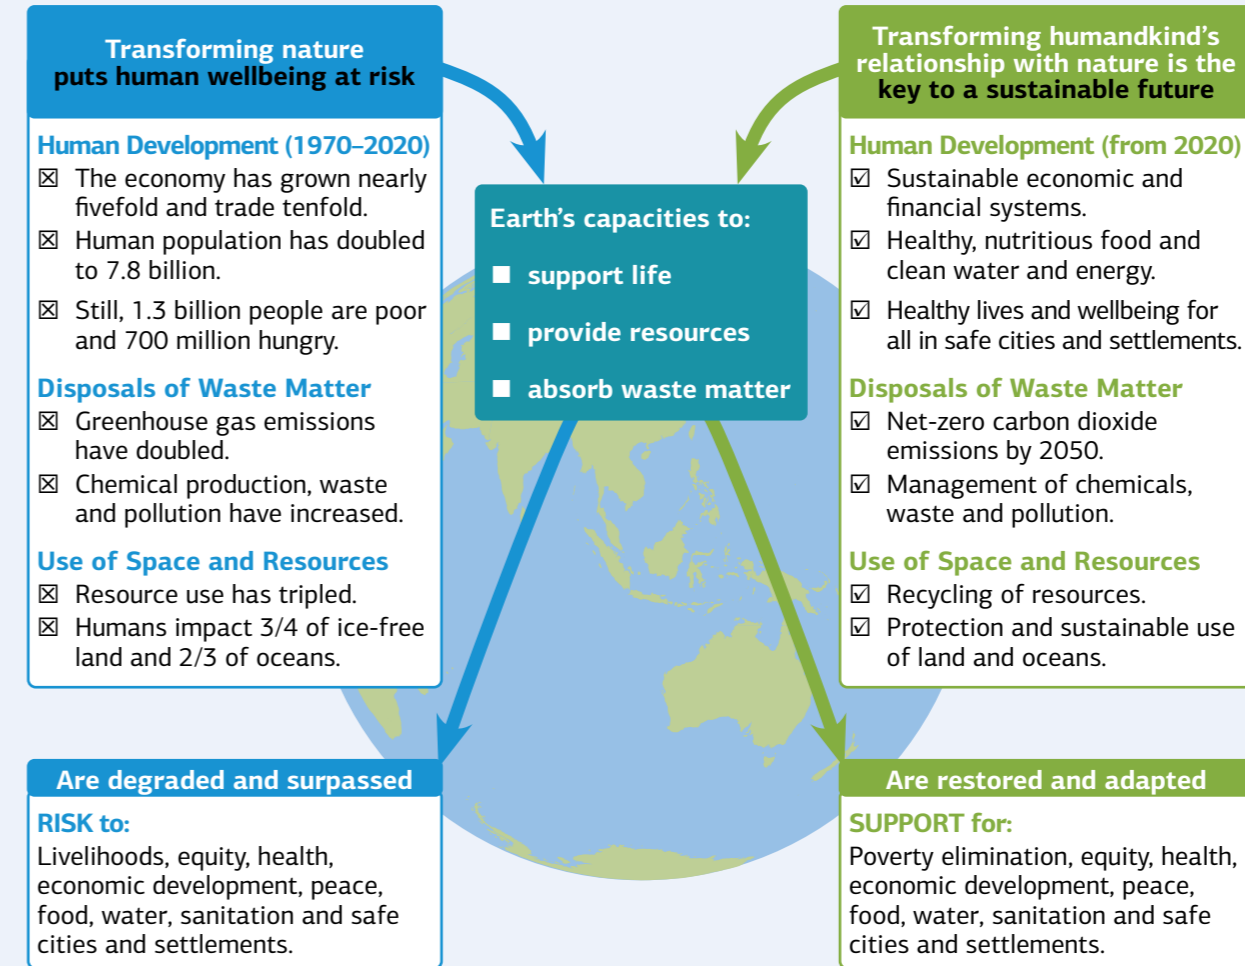 Transforming nature
puts human wellbeing at risk
Human Development (1970–2020)
☒ The economy has grown nearly
fivefold and trade tenfold.
☒ Human population has doubled
to 7.8 billion.
☒ Still, 1.3 billion people are poor
and 700 million hungry.
Disposals of Waste Matter
☒ Greenhouse gas emissions
have doubled.
☒ Chemical production, waste
and pollution have increased.
Use of Space and Resources
☒ Resource use has tripled.
☒ Humans impact 3/4 of ice-free
land and 2/3 of oceans.
Earth's capacities to:
■ support life
■ provide resources
■ absorb waste matter
Transforming humandkind's
relationship with nature is the
key to a sustainable future
Human Development (from 2020)
☑ Sustainable economic and
financial systems.
☑ Healthy, nutritious food and
clean water and energy.
☑ Healthy lives and wellbeing for
all in safe cities and settlements.
Disposals of Waste Matter
☑ Net-zero carbon dioxide
emissions by 2050.
☑ Management of chemicals,
waste and pollution.
Use of Space and Resources
☑ Recycling of resources.
☑ Protection and sustainable use
of land and oceans.
Are degraded and surpassed
RISK to:
Livelihoods, equity, health,
economic development, peace,
food, water, sanitation and safe
cities and settlements.
Are restored and adapted
SUPPORT for:
Poverty elimination, equity, health,
economic development, peace,
food, water, sanitation and safe
cities and settlements.